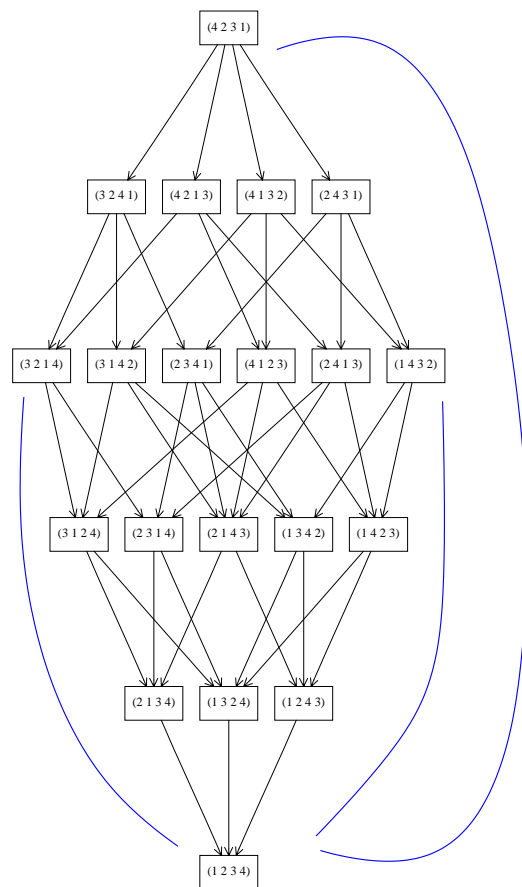 (4 2 3 1)
(3 2 4 1) (4 2 1 3) (4 1 3 2) (2 4 3 1)
(3 2 1 4) (3 1 4 2) (2 3 4 1) (4 1 2 3) (2 4 1 3) (1 4 3 2)
(3 1 2 4) (2 3 1 4) (2 1 4 3) (1 3 4 2) (1 4 2 3)
(2 1 3 4) (1 3 2 4) (1 2 4 3)
(1 2 3 4)